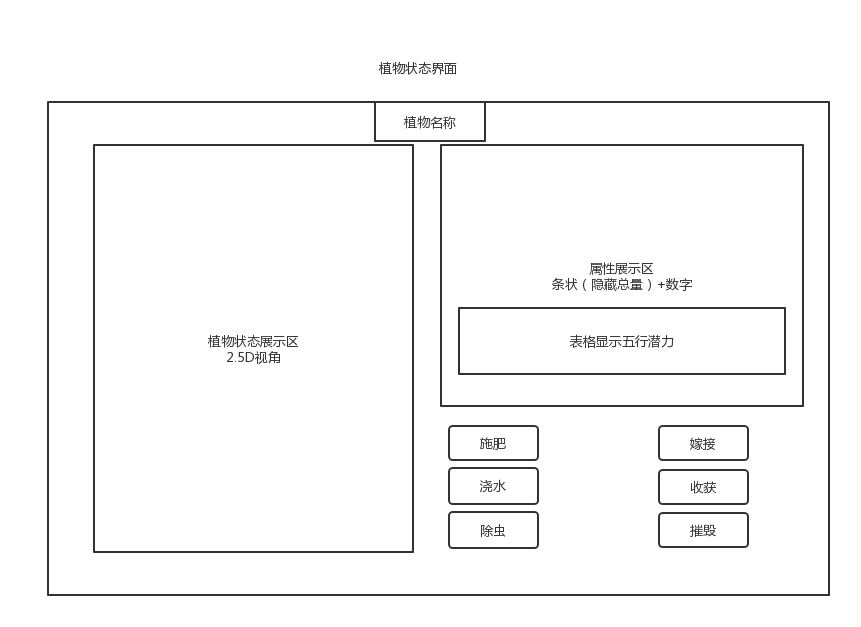 植物状态界面
植物名称
植物状态展示区
2.5D视角
属性展示区
条状（隐藏总量）+数字
表格显示五行潜力
施肥
嫁接
浇水
收获
除虫
摧毁